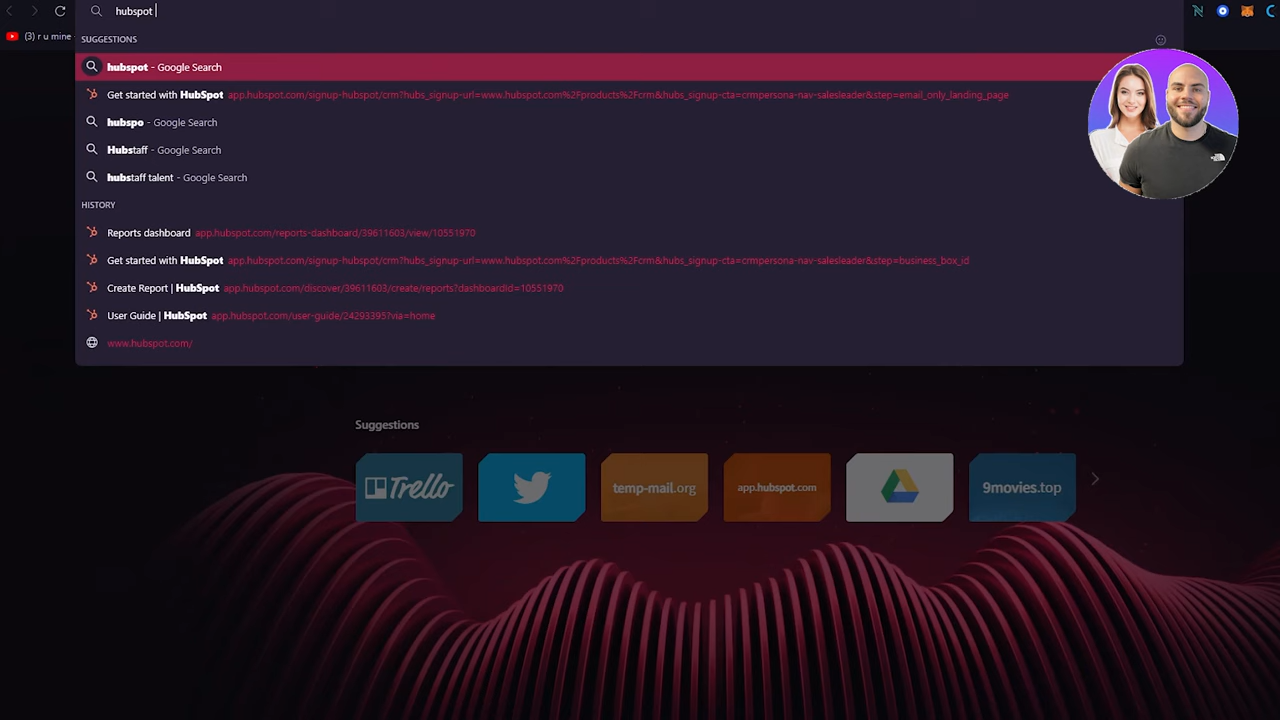 hubspot
(3) r u mine
SUGGESTIONS
hubspot - Google Search
Get started with HubSpot app.hubspot.com/signup-hubspot/crm?hubs_signup-url=www.hubspot.com%2Fproducts%2Fcrm&hubs_signup-cta=crmpersona-nav-salesleader&step=email_only_landing_page
hubspo - Google Search
Hubstaff - Google Search
hubstaff talent - Google Search
HISTORY
Reports dashboard app.hubspot.com/reports-dashboard/39611603/view/10551970
Get started with HubSpot app.hubspot.com/signup-hubspot/crm?hubs_signup-url=www.hubspot.com%2Fproducts%2Fcrm&hubs_signup-cta=crmpersona-nav-salesleader&step=business_box_id
Create Report | HubSpot app.hubspot.com/discover/39611603/create/reports?dashboardId=10551970
User Guide | HubSpot app.hubspot.com/user-guide/24293395?via=home
www.hubspot.com/
Suggestions
Trello
temp-mail.org
app.hubspot.com
9movies.top